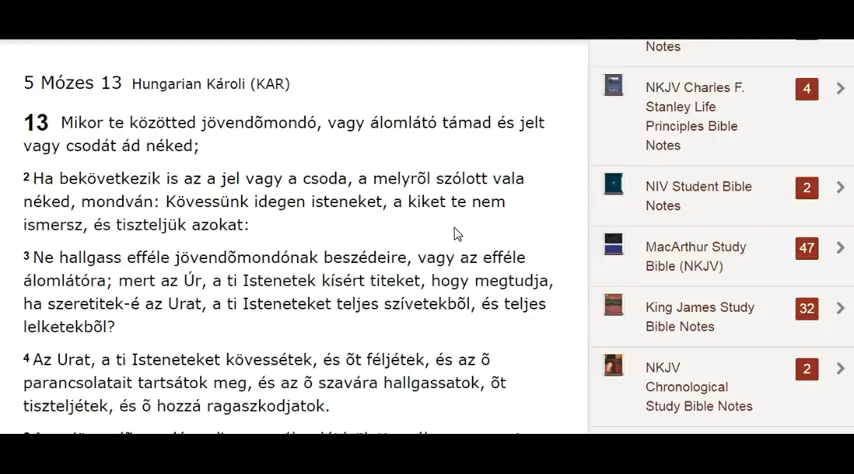 5 Mózes 13 Hungarian Károli (KAR)
13 Mikor te közötted jövendõmondó, vagy álomlátó támad és jelt
vagy csodát ád néked;
2 Ha bekövetkezik is az a jel vagy a csoda, a melyrõl szólott vala
néked, mondván: Kövessünk idegen isteneket, a kiket te nem
ismersz, és tiszteljük azokat:
3 Ne hallgass efféle jövendõmondónak beszédeire, vagy az efféle
álomlátóra; mert az Úr, a ti Istenetek kísért titeket, hogy megtudja,
ha szeretitek-é az Urat, a ti Isteneteket teljes szívetekbõl, és teljes
lelketekbõl?
4 Az Urat, a ti Isteneteket kövessétek, és õt féljétek, és az õ
parancsolatait tartsátok meg, és az õ szavára hallgassatok, õt
tiszteljétek, és õ hozzá ragaszkodjatok.
Notes
NKJV Charles F.
Stanley Life
Principles Bible
Notes
4
NIV Student Bible
Notes
2
MacArthur Study
Bible (NKJV)
47
King James Study
Bible Notes
32
NKJV
Chronological
Study Bible Notes
2